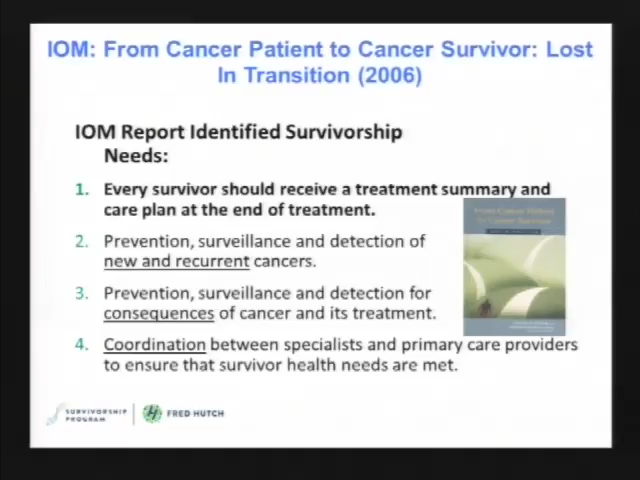 IOM: From Cancer Patient to Cancer Survivor: Lost
In Transition (2006)
IOM Report Identified Survivorship
Needs:
1. Every survivor should receive a treatment summary and
care plan at the end of treatment.
2. Prevention, surveillance and detection of
new and recurrent cancers.
3. Prevention, surveillance and detection for
consequences of cancer and its treatment.
4. Coordination between specialists and primary care providers
to ensure that survivor health needs are met.
From Cancer Patient
to Cancer Survivor
SURVIVORSHIP
PROGRAM
FRED HUTCH